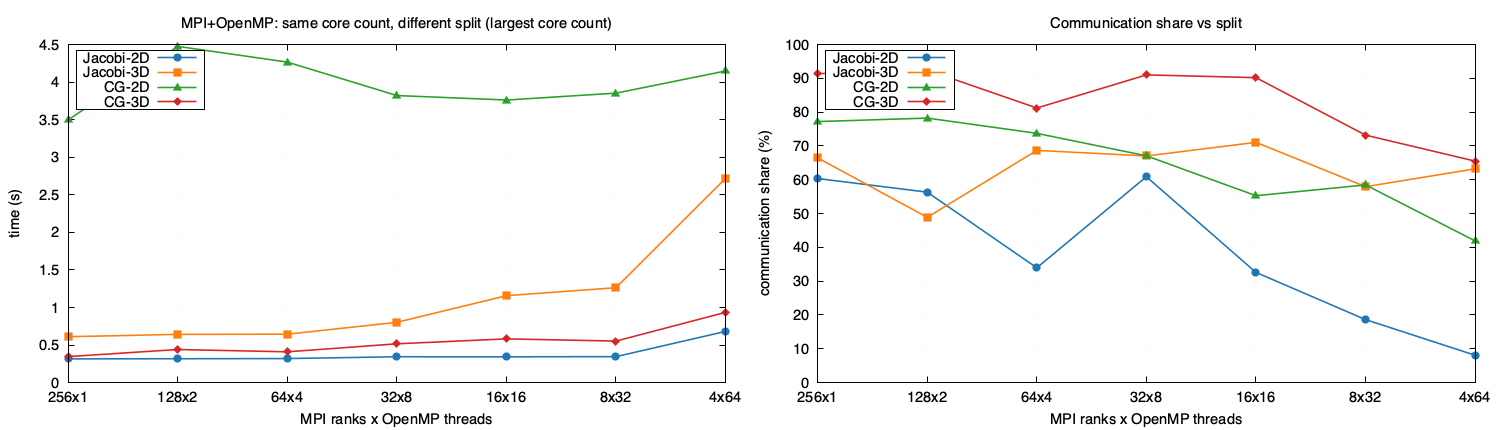 MPI+OpenMP: same core count, different split (largest core count)
4.5
4
3.5
3
2.5
2
1.5
1
0.5
0
time (s)
Jacobi-2D
Jacobi-3D
CG-2D
CG-3D
256x1 128x2 64x4 32x8 16x16 8x32 4x64
MPI ranks x OpenMP threads
Communication share vs split
100
90
80
70
60
50
40
30
20
10
0
communication share (%)
Jacobi-2D
Jacobi-3D
CG-2D
CG-3D
256x1 128x2 64x4 32x8 16x16 8x32 4x64
MPI ranks x OpenMP threads